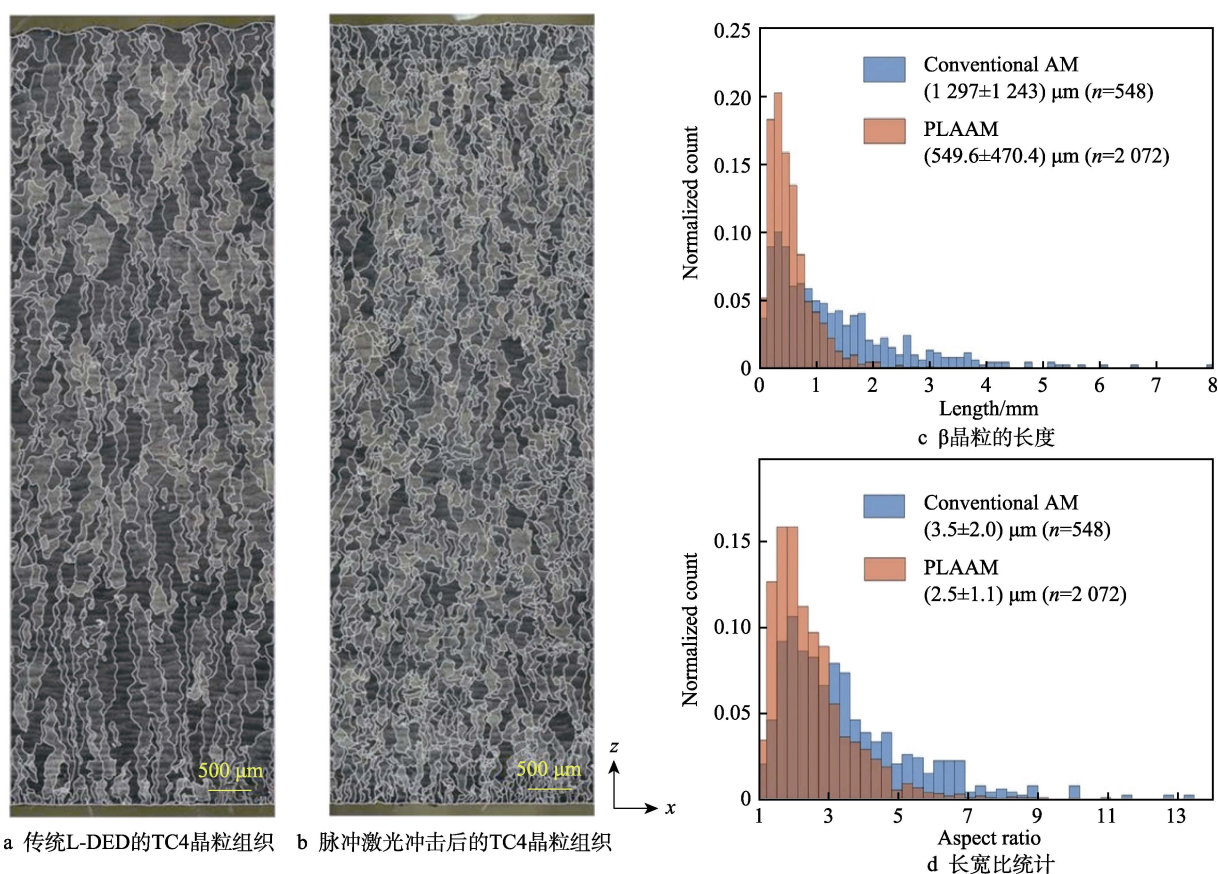 500 μm
a 传统L-DED的TC4晶粒组织
500 μm
z
x
b 脉冲激光冲击后的TC4晶粒组织
0.25
0.20
0.15
0.10
0.05
0
Normalized count
Conventional AM
(1 297±1 243) μm (n=548)
PLAAM
(549.6±470.4) μm (n=2 072)
0 1 2 3 4 5 6 7 8
Length/mm
c β晶粒的长度
0.15
0.10
0.05
0
Normalized count
Conventional AM
(3.5±2.0) μm (n=548)
PLAAM
(2.5±1.1) μm (n=2 072)
1 3 5 7 9 11 13
Aspect ratio
d 长宽比统计